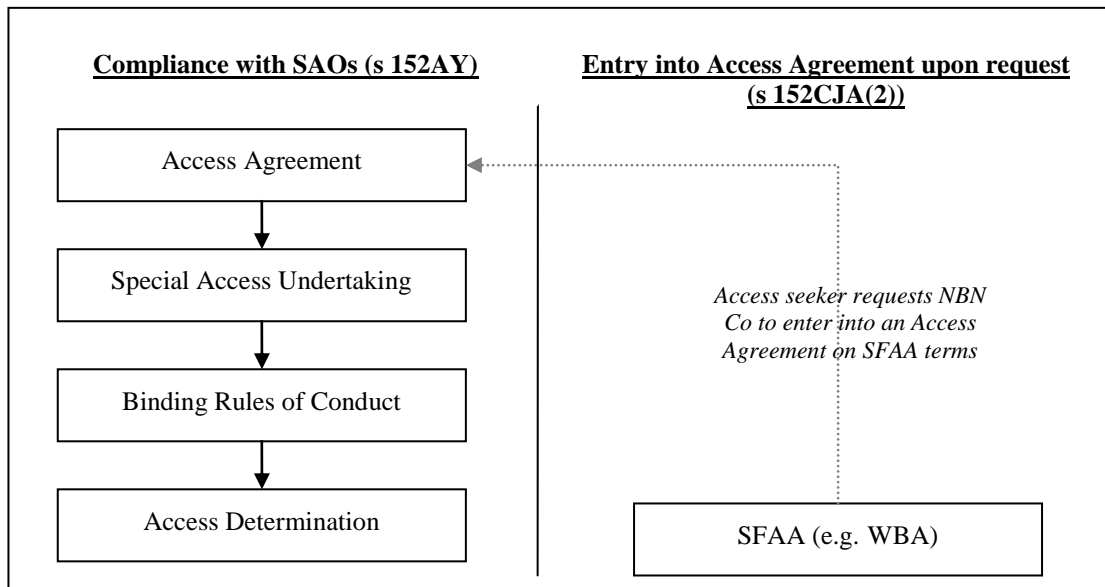 Compliance with SAOs (s 152AY)
Access Agreement
Special Access Undertaking
Binding Rules of Conduct
Access Determination
Entry into Access Agreement upon request
(s 152CJA(2))
Access seeker requests NBN
Co to enter into an Access
Agreement on SFAA terms
SFAA (e.g. WBA)